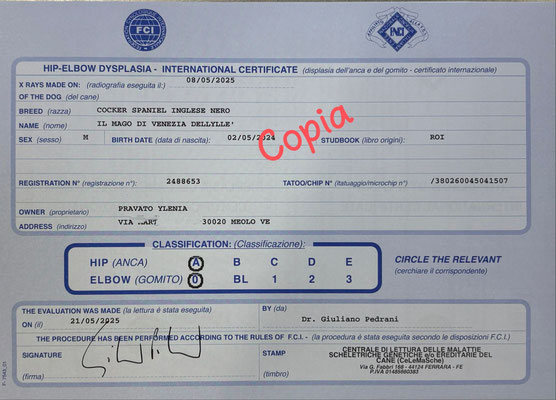 FCI
HIP-ELBOW DYSPLASIA - INTERNATIONAL CERTIFICATE (displasia dell'anca e del gomito - certificato internazionale)
X RAYS MADE ON: (radiografia eseguita il:) 08/05/2025
OF THE DOG (del cane)
BREED (razza) COCKER SPANIEL INGLESE NERO
NAME (nome) IL MAGO DI VENEZIA DELLYLLE'
SEX (sesso) M BIRTH DATE (data di nascita): 02/05/2024 STUDBOOK (libro origini): ROI
Copia
REGISTRATION N° (registrazione n°): 2488653 TATOO/CHIP N° (tatuaggio/microchip n°) /380260045041507
OWNER (proprietario) PRAVATO YLENIA
ADDRESS (indirizzo) VIA 30020 MEOLO VE
CLASSIFICATION: (Classificazione):
HIP (ANCA) A B C D E
ELBOW (GOMITO) 0 BL 1 2 3
CIRCLE THE RELEVANT
(cerchiare il corrispondente)
THE EVALUATION WAS MADE (la lettura è stata eseguita)
ON (il) 21/05/2025
BY (da) Dr. Giuliano Pedrani
THE PROCEDURE HAS BEEN PERFORMED ACCORDING TO THE RULES OF F.C.I. - (la procedura è stata eseguita secondo le disposizioni F.C.I.)
SIGNATURE
(firma)
STAMP
(timbro)
CENTRALE DI LETTURA DELLE MALATTIE
SCHELETRICHE GENETICHE e/o EREDITARIE DEL
CANE (CeLeMaSche)
Via G. Fabbri 168 - 44124 FERRARA - FE
P.IVA 01485660383